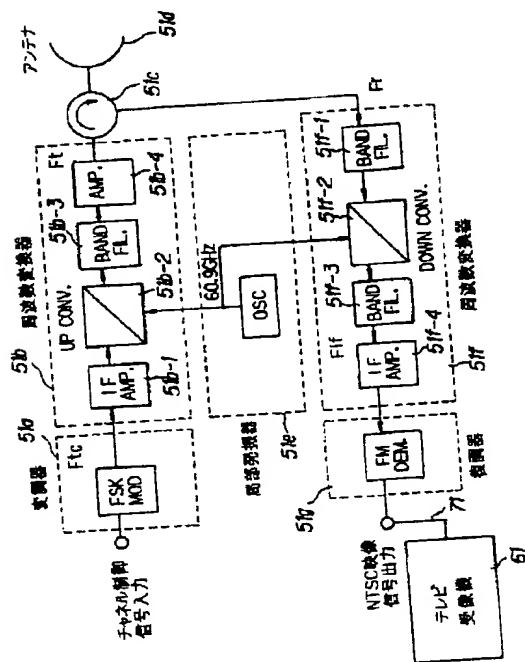 アンテナ
51d
51c
周波数変換器
51b
Ft
AMP.
51b-4
51b-3
BAND
FIL.
UP CONV.
51b-2
IF
AMP.
51b-1
変調器
51a
Ftc
FSK
MOD
チャネル制御
信号入力
60.9GHz
OSC
局部発振器
51e
Fr
51f-1
BAND
FIL.
51f-2
DOWN CONV.
51f-3
BAND
FIL.
FIf
IF
AMP.
51f-4
周波数変換器
51f
FM
DEM.
復調器
51g
NTSC映像
信号出力
71
テレビ
受像機
61